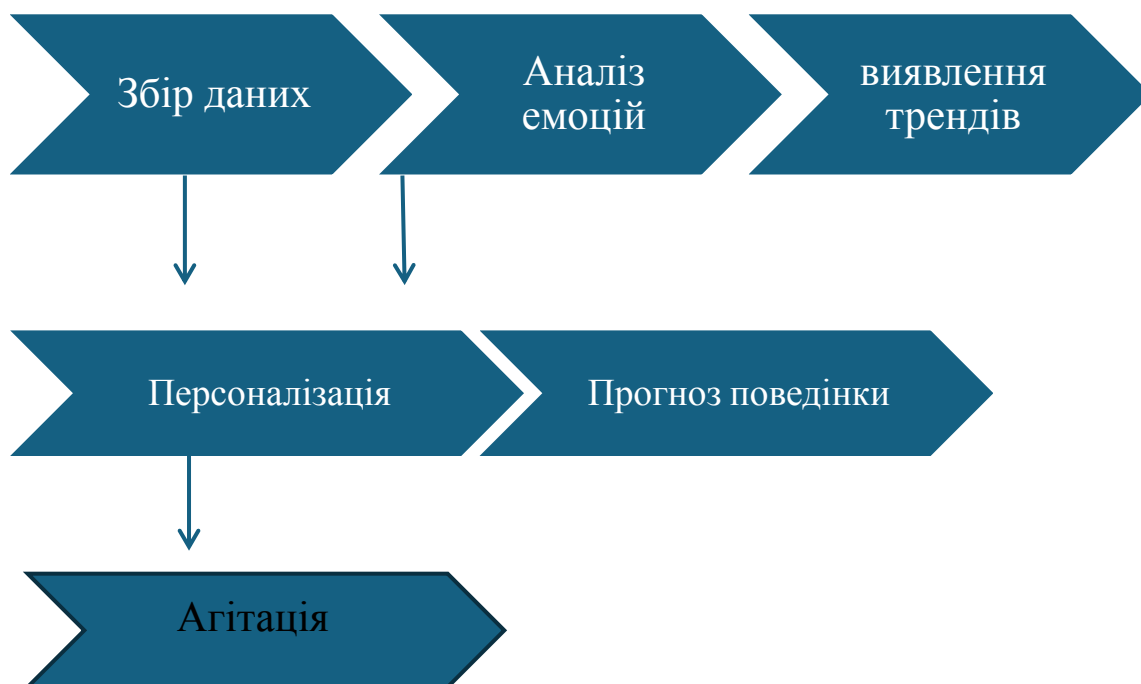 Збір даних
Аналіз
емоцій
виявлення
трендів
Персоналізація
Прогноз поведінки
Агітація